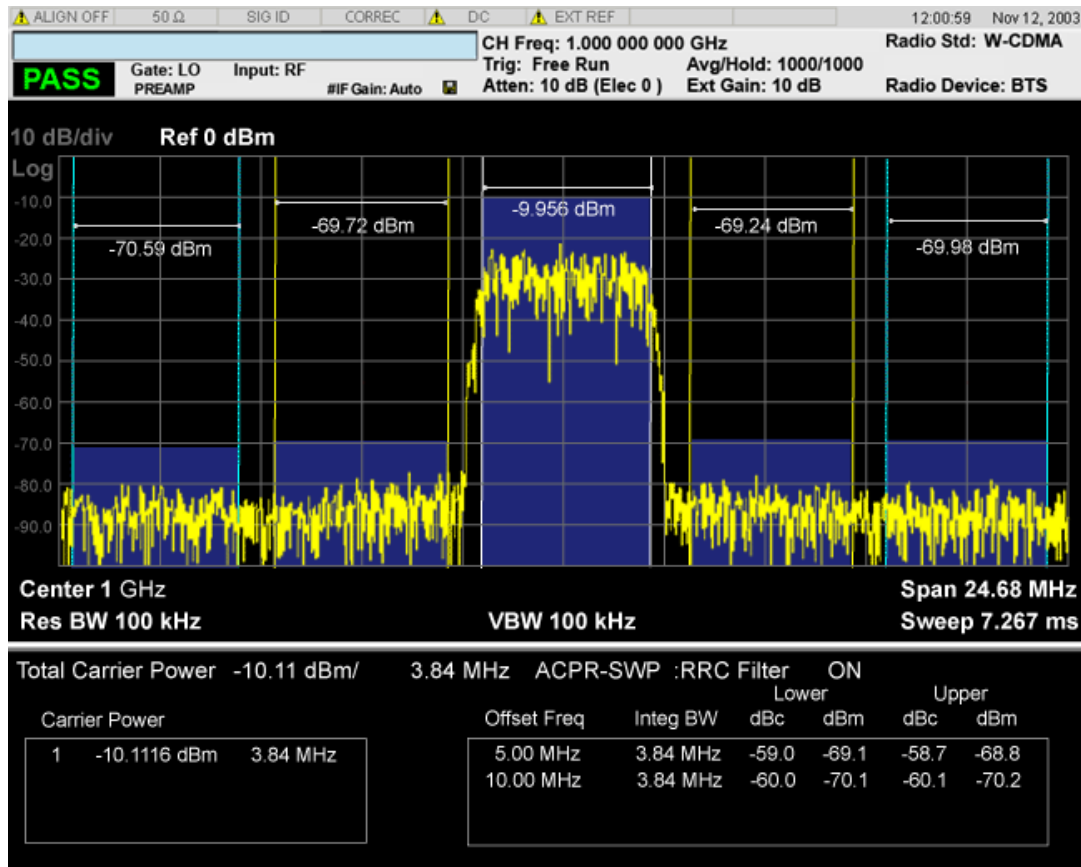 ALIGN OFF 50 Ω SIG ID CORREC DC EXT REF 12:00:59 Nov 12, 2003
CH Freq: 1.000 000 000 GHz Radio Std: W-CDMA
PASS Gate: LO Input: RF Trig: Free Run Avg/Hold: 1000/1000
PREAMP #IF Gain: Auto Atten: 10 dB (Elec 0 ) Ext Gain: 10 dB Radio Device: BTS
10 dB/div Ref 0 dBm
Log
-10.0
-20.0
-30.0
-40.0
-50.0
-60.0
-70.0
-80.0
-90.0
-70.59 dBm
-69.72 dBm
-9.956 dBm
-69.24 dBm
-69.98 dBm
Center 1 GHz Span 24.68 MHz
Res BW 100 kHz VBW 100 kHz Sweep 7.267 ms
Total Carrier Power -10.11 dBm/ 3.84 MHz ACPR-SWP :RRC Filter ON
Lower Upper
Carrier Power Offset Freq Integ BW dBc dBm dBc dBm
1 -10.1116 dBm 3.84 MHz 5.00 MHz 3.84 MHz -59.0 -69.1 -58.7 -68.8
10.00 MHz 3.84 MHz -60.0 -70.1 -60.1 -70.2